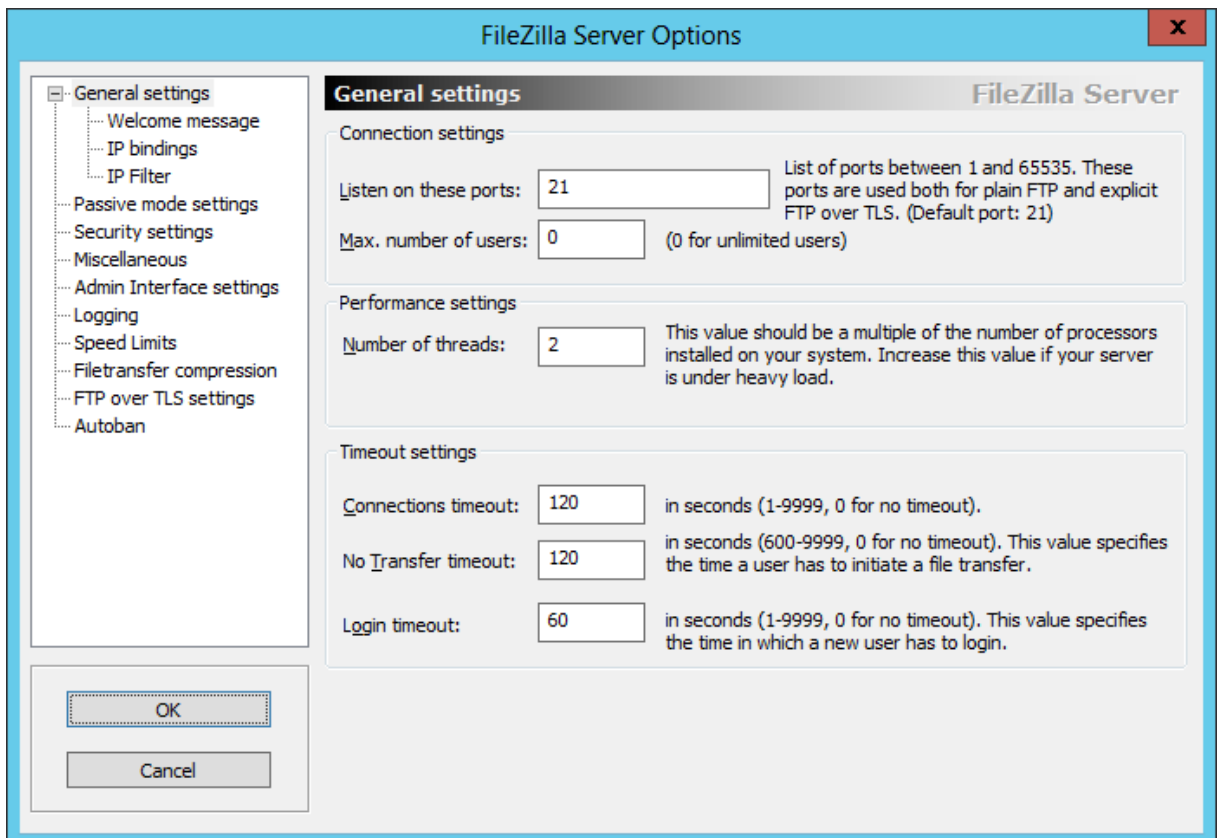 FileZilla Server Options
x
General settings
Welcome message
IP bindings
IP Filter
Passive mode settings
Security settings
Miscellaneous
Admin Interface settings
Logging
Speed Limits
Filetransfer compression
FTP over TLS settings
Autoban
OK
Cancel
General settings
FileZilla Server
Connection settings
Listen on these ports: 21
List of ports between 1 and 65535. These
ports are used both for plain FTP and explicit
FTP over TLS. (Default port: 21)
Max. number of users: 0 (0 for unlimited users)
Performance settings
Number of threads: 2
This value should be a multiple of the number of processors
installed on your system. Increase this value if your server
is under heavy load.
Timeout settings
Connections timeout: 120 in seconds (1-9999, 0 for no timeout).
No Transfer timeout: 120
in seconds (600-9999, 0 for no timeout). This value specifies
the time a user has to initiate a file transfer.
Login timeout: 60
in seconds (1-9999, 0 for no timeout). This value specifies
the time in which a new user has to login.